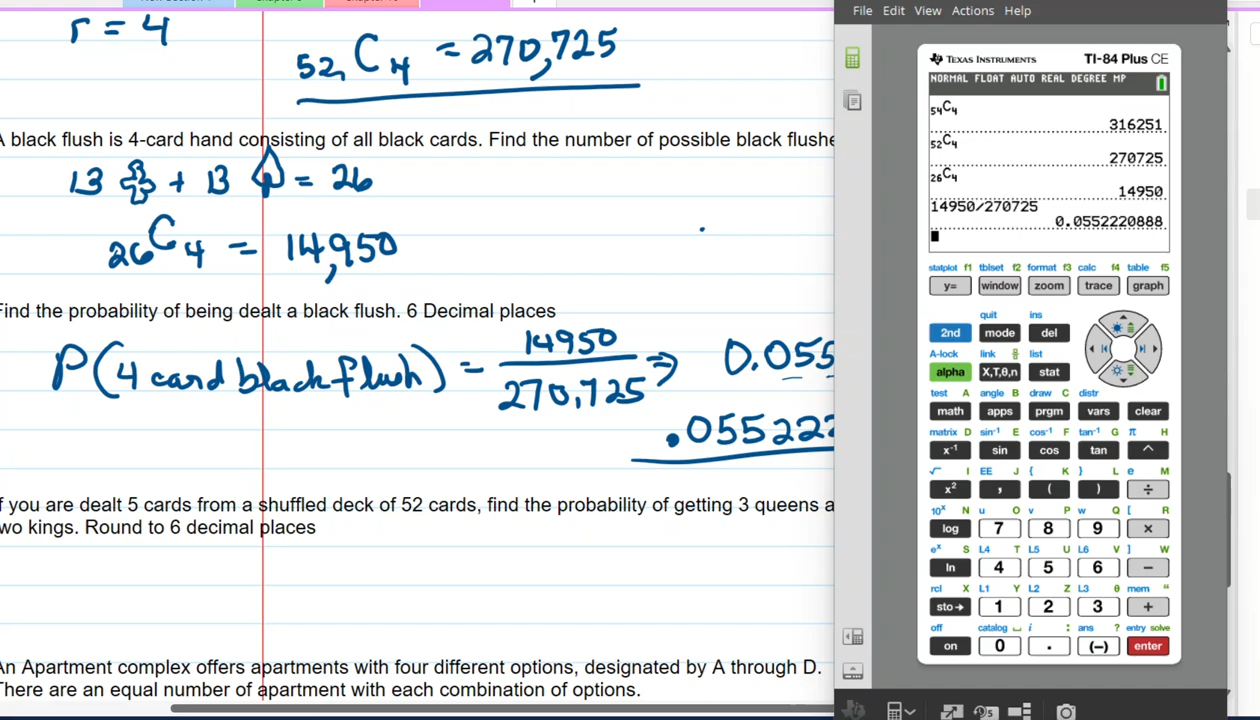 File Edit View Actions Help
r = 4
52 C 4 = 270,725
A black flush is 4-card hand consisting of all black cards. Find the number of possible black flushe
13 + 13 = 26
26 C 4 = 14,950
Find the probability of being dealt a black flush. 6 Decimal places
P(4 card black flush) = 14950 / 270,725 ⇒ 0.055
.055222
If you are dealt 5 cards from a shuffled deck of 52 cards, find the probability of getting 3 queens a
two kings. Round to 6 decimal places
An Apartment complex offers apartments with four different options, designated by A through D.
There are an equal number of apartment with each combination of options.
TEXAS INSTRUMENTS TI-84 Plus CE
NORMAL FLOAT AUTO REAL DEGREE MP
54C4
316251
52C4
270725
26C4
14950
14950/270725
0.0552220888
statplot f1 tblset f2 format f3 calc f4 table f5
y= window zoom trace graph
quit ins
2nd mode del
A-lock link list
alpha X,T,θ,n stat
test A angle B draw C distr
math apps prgm vars clear
matrix D sin⁻¹ E cos⁻¹ F tan⁻¹ G π H
x⁻¹ sin cos tan ^
√ I EE J { K } L e M
x² , ( ) ÷
10ˣ N u O v P w Q [ R
log 7 8 9 ×
eˣ S L4 T L5 U L6 V ] W
ln 4 5 6 −
rcl X L1 Y L2 Z L3 θ mem "
sto→ 1 2 3 +
off catalog i : ans ? entry solve
on 0 . (−) enter